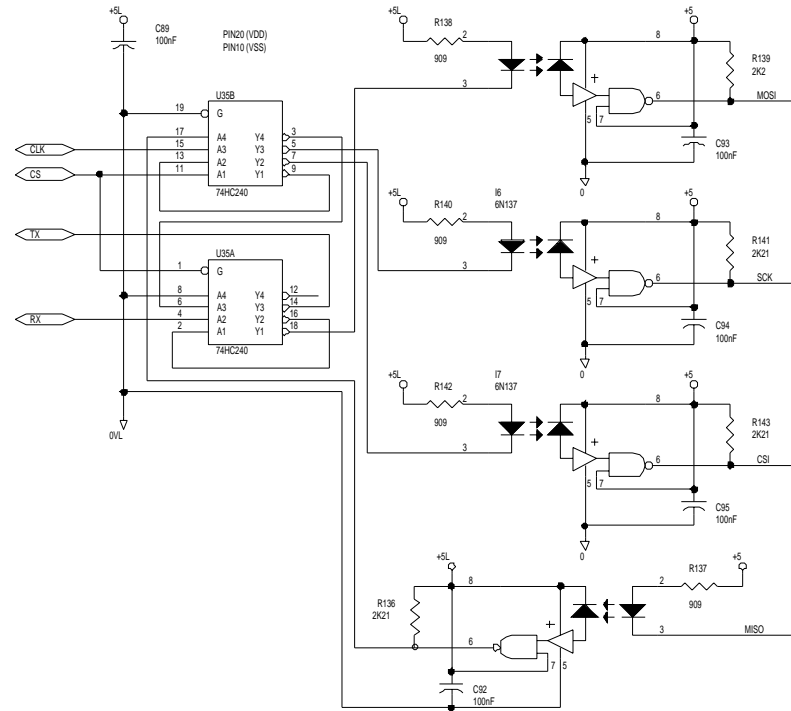 +5L
C89
100nF
PIN20 (VDD)
PIN10 (VSS)
U35B
19 G
17 A4 Y4 3
15 A3 Y3 5
13 A2 Y2 7
11 A1 Y1 9
74HC240
CLK
CS
TX
RX
U35A
1 G
8 A4 Y4 12
6 A3 Y3 14
4 A2 Y2 16
2 A1 Y1 18
74HC240
0VL
+5L
R138
909
2
3
8
+
5
7
6
+5
R139
2K2
MOSI
C93
100nF
0
+5L
R140
909
2
3
I6
6N137
8
+
5
7
6
+5
R141
2K21
SCK
C94
100nF
0
+5L
R142
909
2
3
I7
6N137
8
+
5
7
6
+5
R143
2K21
CSI
C95
100nF
0
+5L
R136
2K21
8
+
6
7
5
C92
100nF
2
3
R137
909
+5
MISO